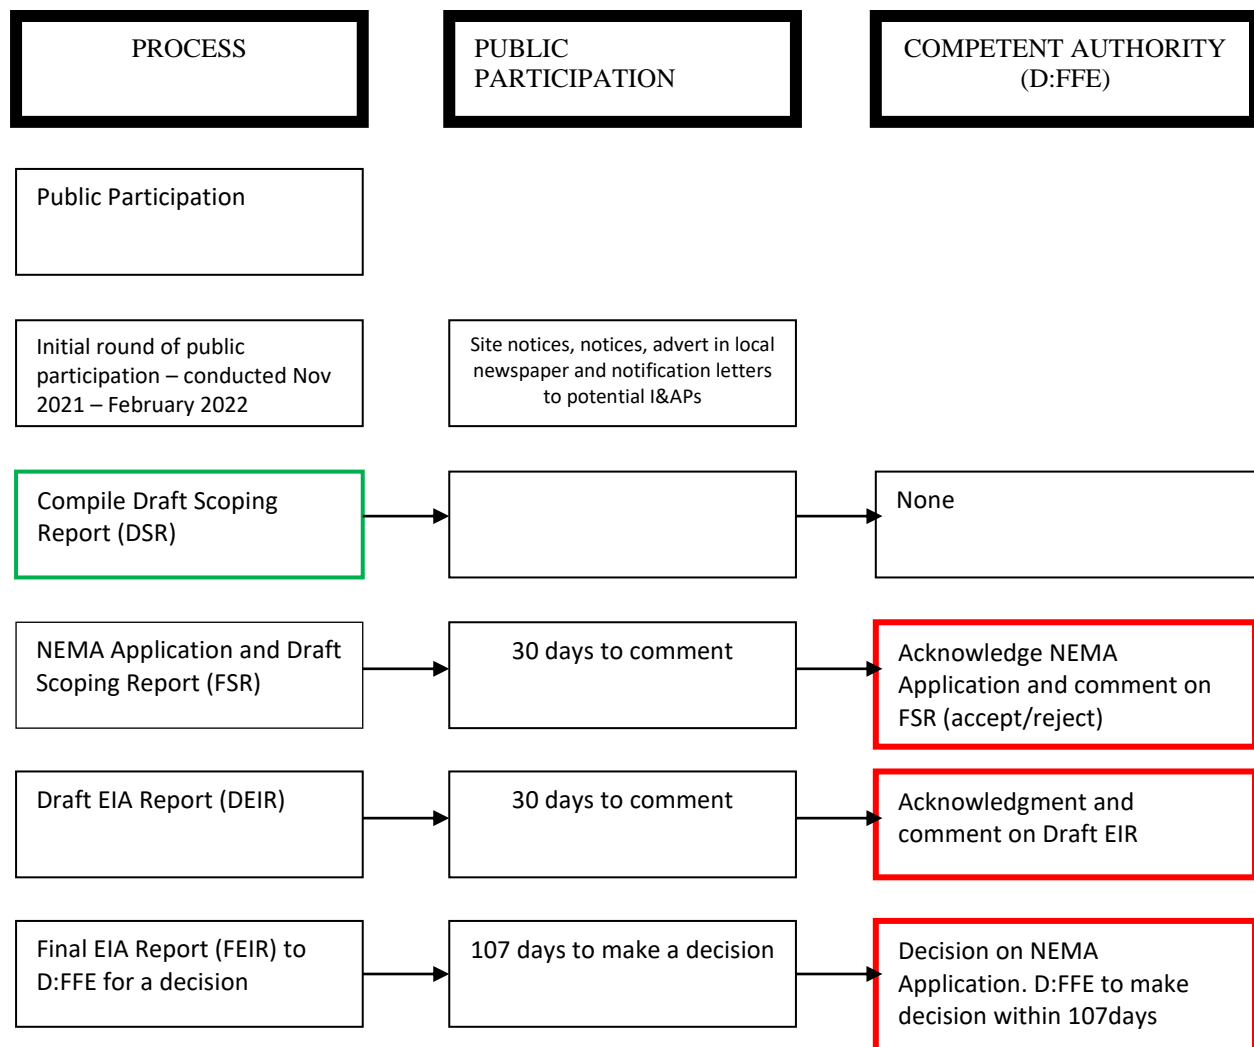 PROCESS
PUBLIC
PARTICIPATION
COMPETENT AUTHORITY
(D:FFE)
Public Participation
Initial round of public
participation – conducted Nov
2021 – February 2022
Site notices, notices, advert in local
newspaper and notification letters
to potential I&APs
Compile Draft Scoping
Report (DSR)
None
NEMA Application and Draft
Scoping Report (FSR)
30 days to comment
Acknowledge NEMA
Application and comment on
FSR (accept/reject)
Draft EIA Report (DEIR)
30 days to comment
Acknowledgment and
comment on Draft EIR
Final EIA Report (FEIR) to
D:FFE for a decision
107 days to make a decision
Decision on NEMA
Application. D:FFE to make
decision within 107days